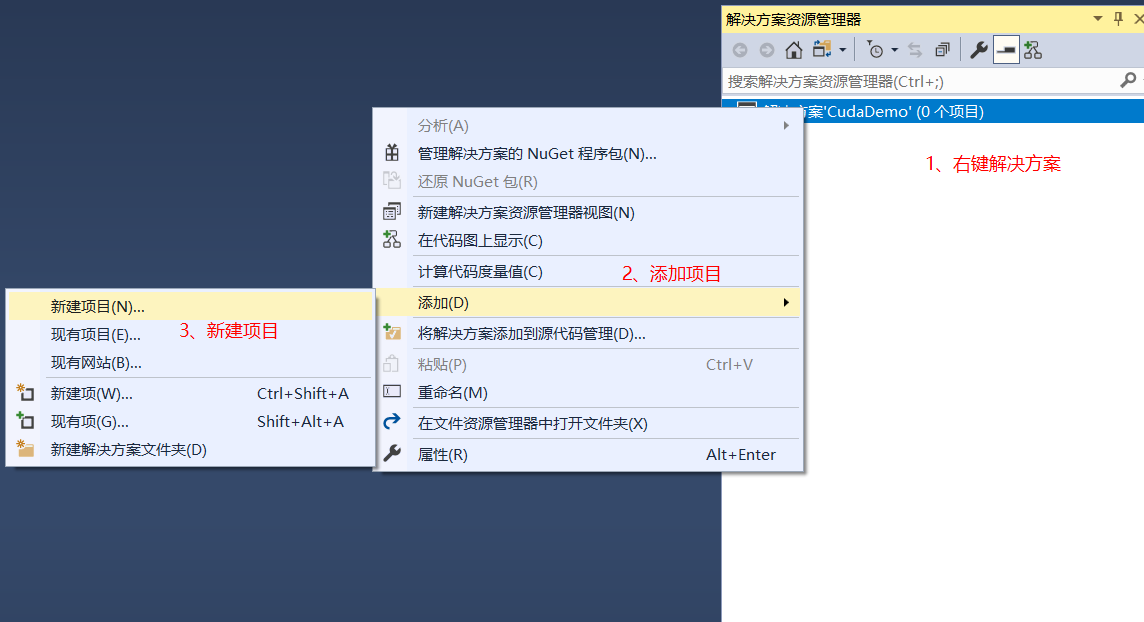 解决方案资源管理器
搜索解决方案资源管理器(Ctrl+;)
解决方案'CudaDemo' (0 个项目)
1、右键解决方案
分析(A)
管理解决方案的 NuGet 程序包(N)...
还原 NuGet 包(R)
新建解决方案资源管理器视图(N)
在代码图上显示(C)
计算代码度量值(C)
2、添加项目
添加(D)
将解决方案添加到源代码管理(D)...
粘贴(P) Ctrl+V
重命名(M)
在文件资源管理器中打开文件夹(X)
属性(R) Alt+Enter
新建项目(N)...
3、新建项目
现有项目(E)...
现有网站(B)...
新建项(W)... Ctrl+Shift+A
现有项(G)... Shift+Alt+A
新建解决方案文件夹(D)